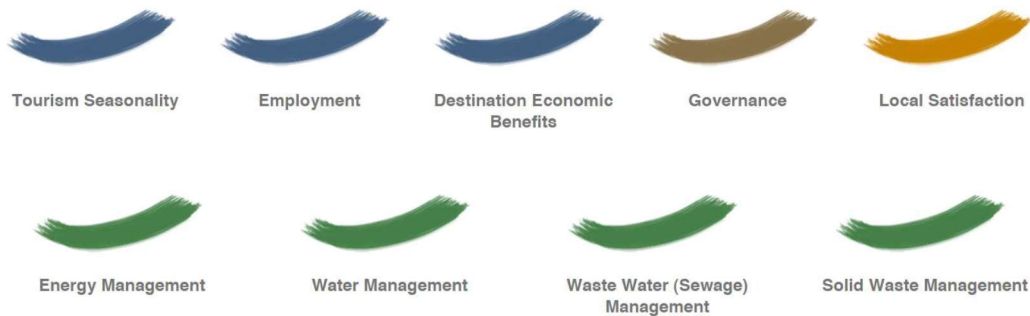 Tourism Seasonality
Employment
Destination Economic
Benefits
Governance
Local Satisfaction
Energy Management
Water Management
Waste Water (Sewage)
Management
Solid Waste Management